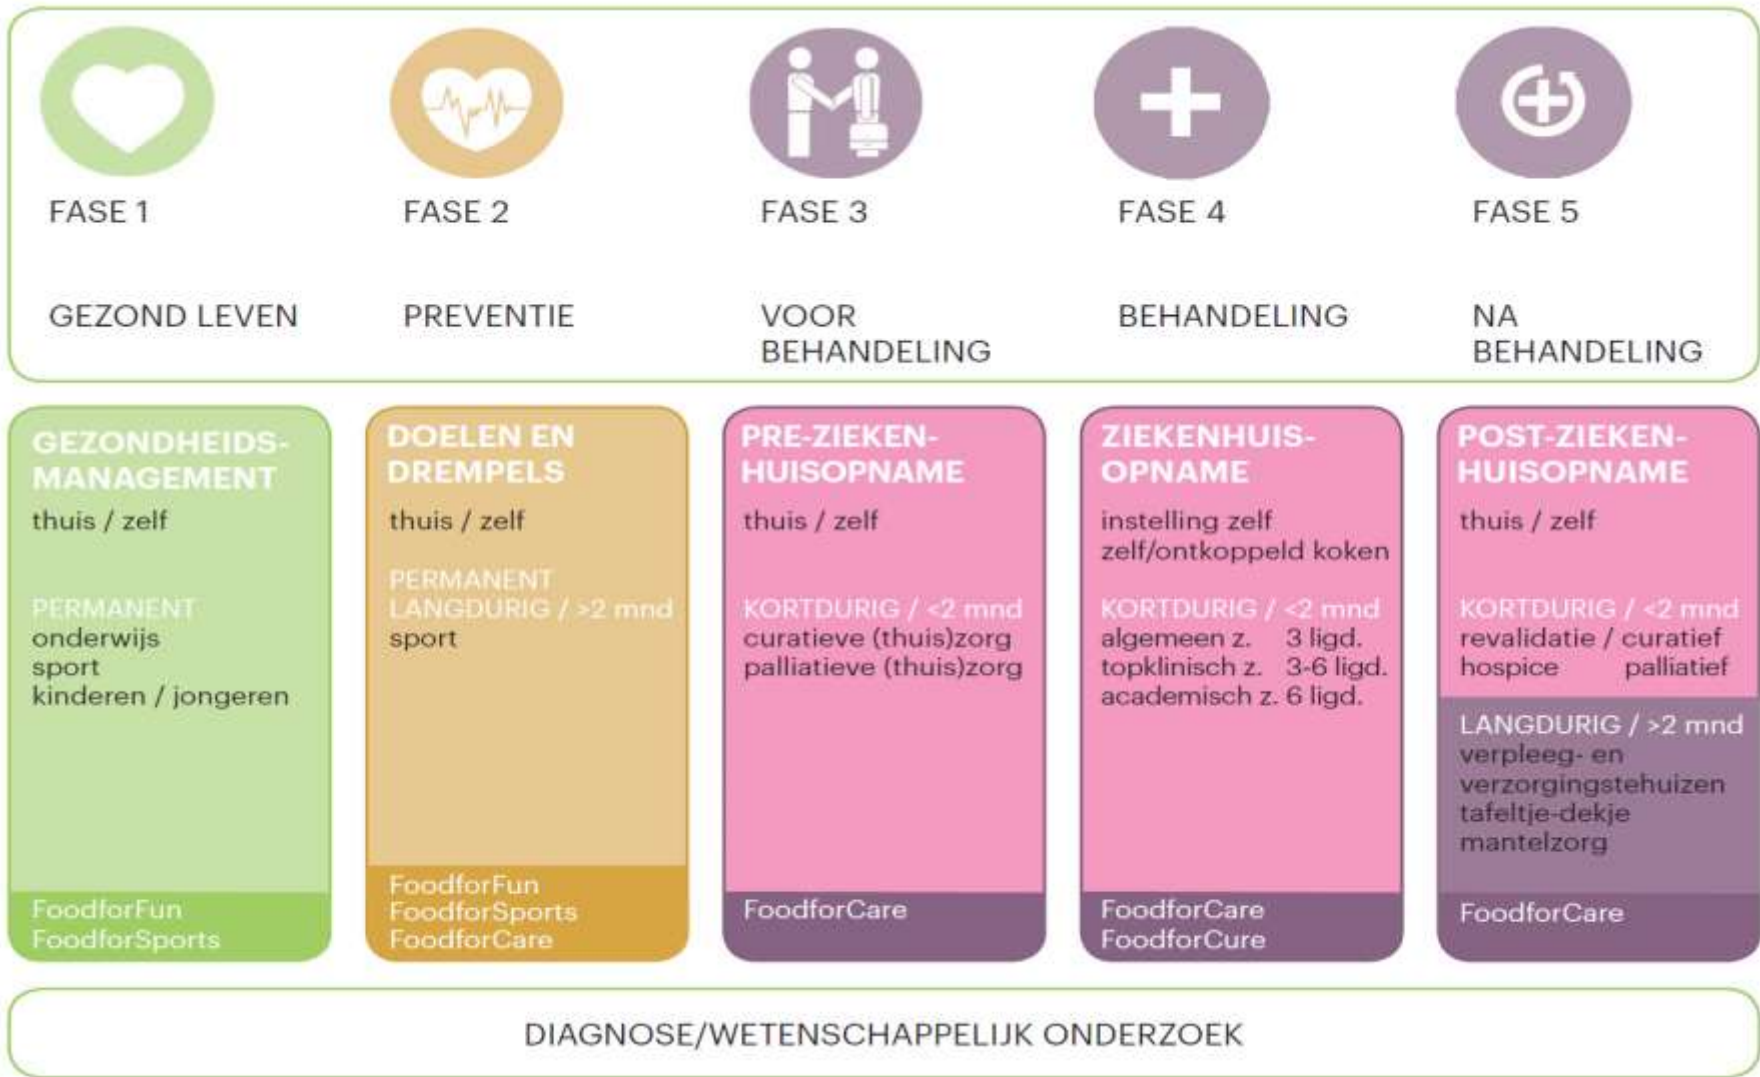 FASE 1
GEZOND LEVEN
FASE 2
PREVENTIE
FASE 3
VOOR
BEHANDELING
FASE 4
BEHANDELING
FASE 5
NA
BEHANDELING
GEZONDHEIDS-
MANAGEMENT
thuis / zelf
PERMANENT
onderwijs
sport
kinderen / jongeren
FoodforFun
FoodforSports
DOELEN EN
DREMPELS
thuis / zelf
PERMANENT
LANGDURIG / >2 mnd
sport
FoodforFun
FoodforSports
FoodforCare
PRE-ZIEKEN-
HUISOPNAME
thuis / zelf
KORTDURIG / <2 mnd
curatieve (thuis)zorg
palliatieve (thuis)zorg
FoodforCare
ZIEKENHUIS-
OPNAME
instelling zelf
zelf/ontkoppeld koken
KORTDURIG / <2 mnd
algemeen z. 3 ligd.
topklinisch z. 3-6 ligd.
academisch z. 6 ligd.
FoodforCare
FoodforCure
POST-ZIEKEN-
HUISOPNAME
thuis / zelf
KORTDURIG / <2 mnd
revalidatie / curatief
hospice palliatief
LANGDURIG / >2 mnd
verpleeg- en
verzorgingstehuizen
tafeltje-dekje
mantelzorg
FoodforCare
DIAGNOSE/WETENSCHAPPELIJK ONDERZOEK